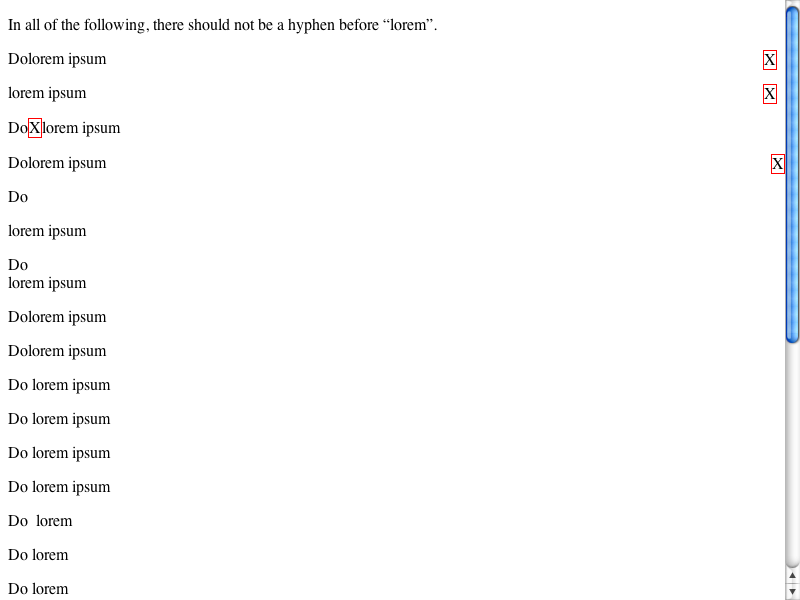 In all of the following, there should not be a hyphen before “lorem”.
Dolorem ipsum X
lorem ipsum X
DoXlorem ipsum
Dolorem ipsum X
Do
lorem ipsum
Do
lorem ipsum
Dolorem ipsum
Dolorem ipsum
Do lorem ipsum
Do lorem ipsum
Do lorem ipsum
Do lorem ipsum
Do  lorem
Do lorem
Do lorem